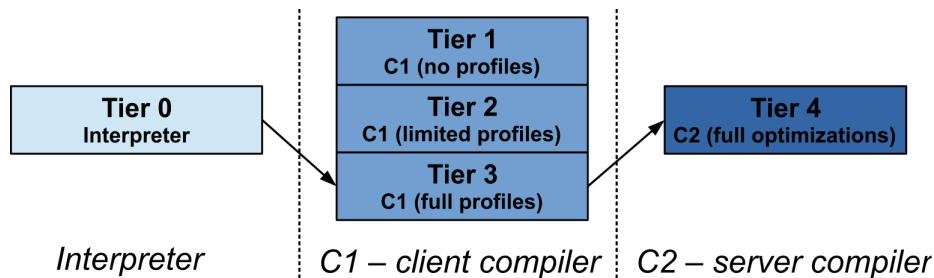 Tier 0
Interpreter
Tier 1
C1 (no profiles)
Tier 2
C1 (limited profiles)
Tier 3
C1 (full profiles)
Tier 4
C2 (full optimizations)
Interpreter
C1 – client compiler
C2 – server compiler